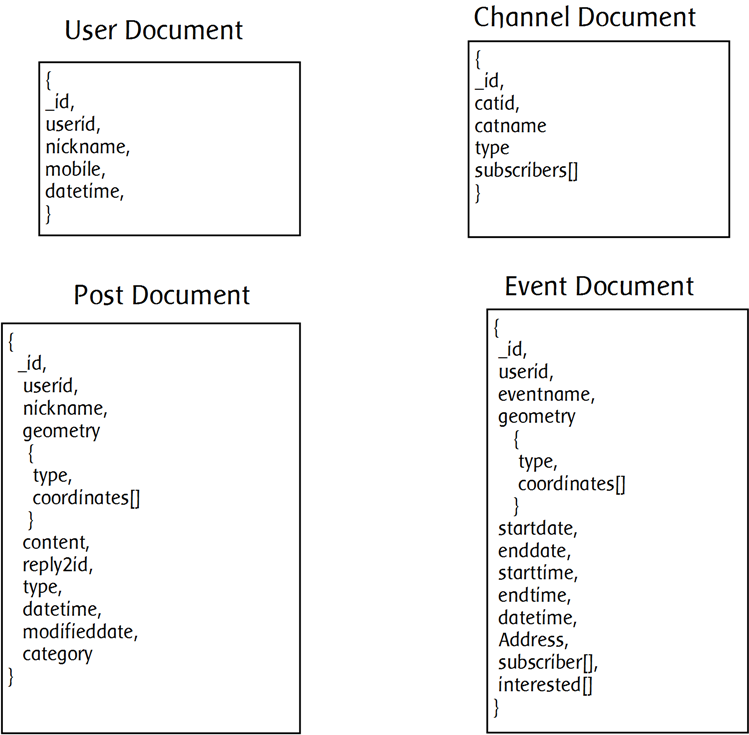 User Document
{
_id,
userid,
nickname,
mobile,
datetime,
}
Channel Document
{
_id,
catid,
catname
type
subscribers[]
}
Post Document
{
_id,
userid,
nickname,
geometry
{
type,
coordinates[]
}
content,
reply2id,
type,
datetime,
modifieddate,
category
}
Event Document
{
_id,
userid,
eventname,
geometry
{
type,
coordinates[]
}
startdate,
enddate,
starttime,
endtime,
datetime,
Address,
subscriber[],
interested[]
}